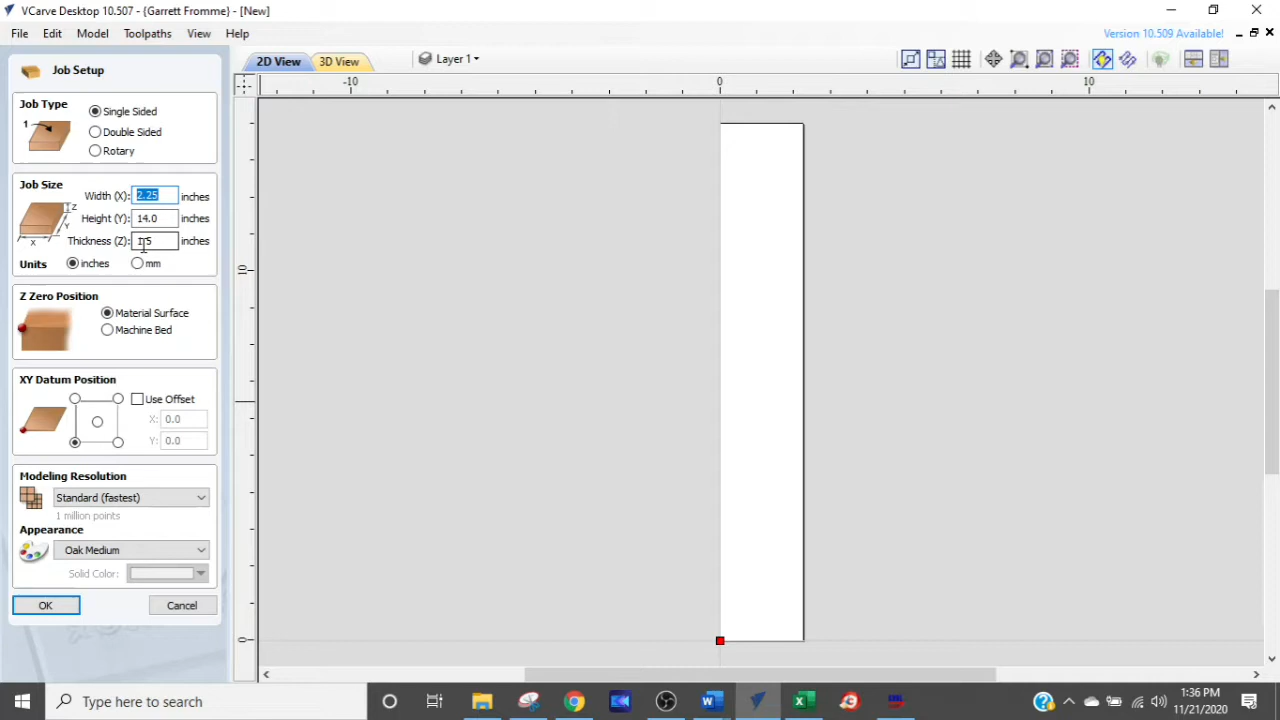 VCarve Desktop 10.507 - {Garrett Fromme} - [New]
File Edit Model Toolpaths View Help
Version 10.509 Available!
Job Setup
2D View 3D View Layer 1
-10 0 10
Job Type
1
Single Sided
Double Sided
Rotary
Job Size
Width (X): 2.25 inches
Height (Y): 14.0 inches
Thickness (Z): inches
Z
Y
X
Units inches mm
10
Z Zero Position
Material Surface
Machine Bed
XY Datum Position
Use Offset
X: 0.0
Y: 0.0
Modeling Resolution
Standard (fastest)
1 million points
Appearance
Oak Medium
Solid Color:
OK Cancel
0
Type here to search
1:36 PM
11/21/2020